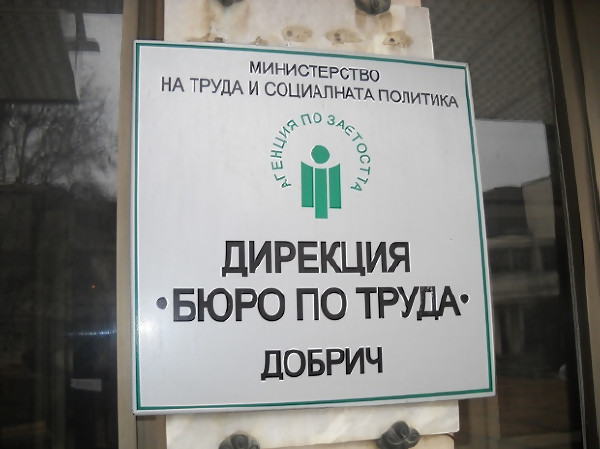 МИНИСТЕРСТВО
НА ТРУДА И СОЦИАЛНАТА ПОЛИТИКА
АГЕНЦИЯ ПО ЗАЕТОСТТА
ДИРЕКЦИЯ
•БЮРО ПО ТРУДА•
ДОБРИЧ